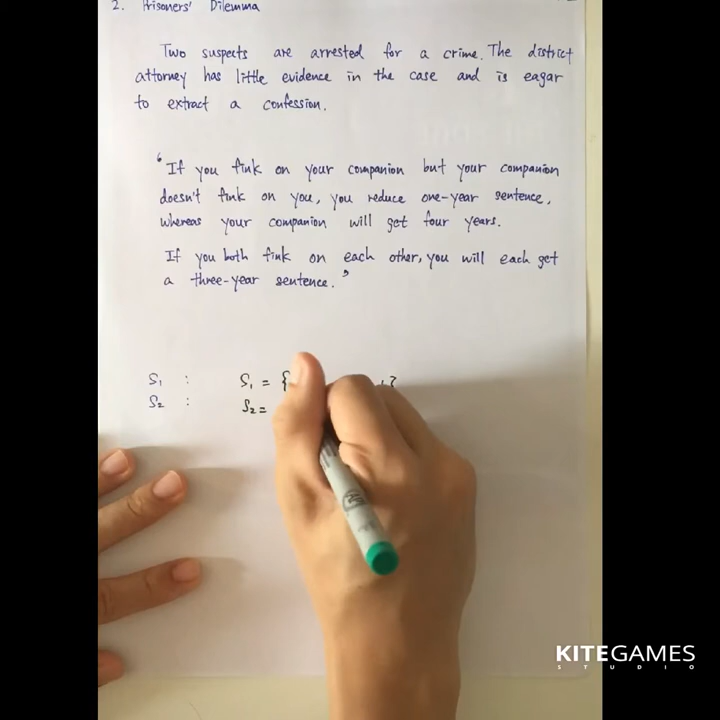 2. Prisoners' Dilemma
Two suspects are arrested for a crime. The district
attorney has little evidence in the case and is eagar
to extract a confession.
"If you fink on your companion but your companion
doesn't fink on you, you reduce one-year sentence,
whereas your companion will get four years.
If you both fink on each other, you will each get
a three-year sentence."
S1 : S1 = {
S2 : S2 =
KITEGAMES
STUDIO